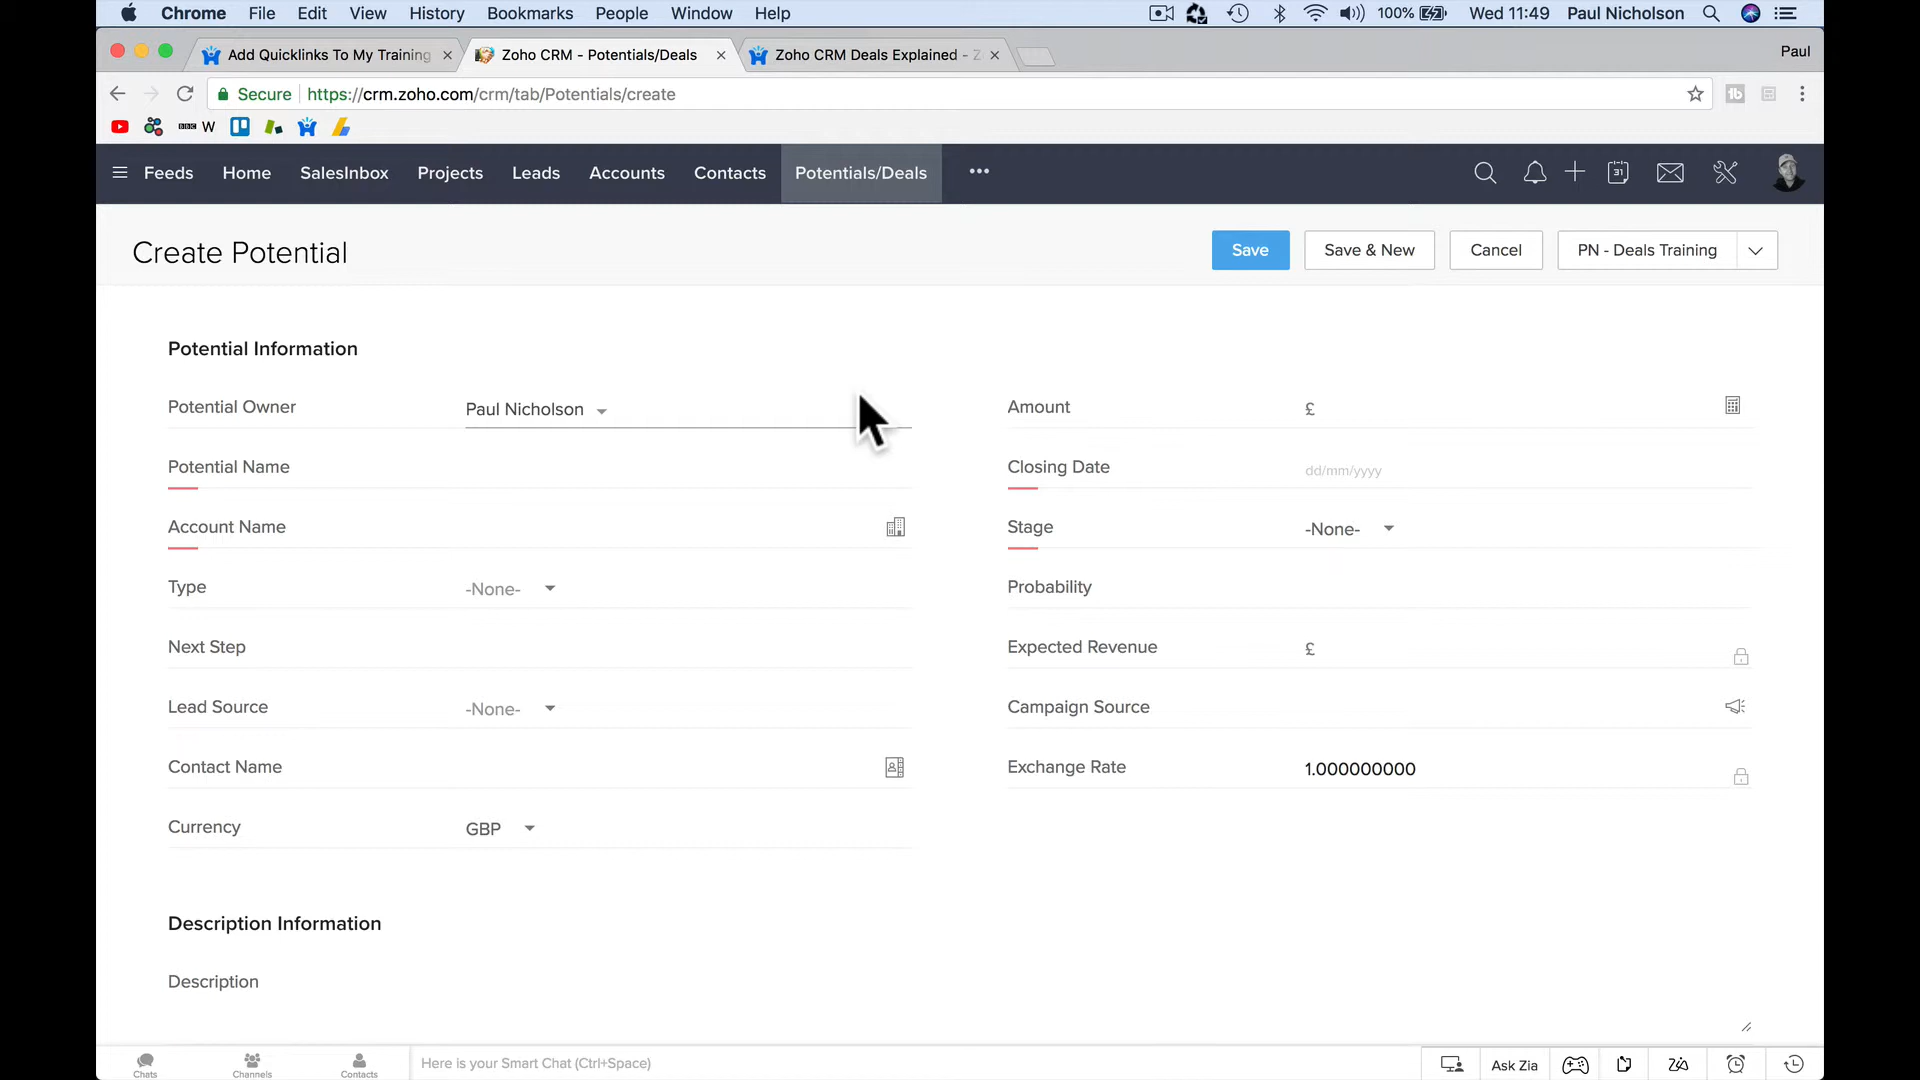 Chrome File Edit View History Bookmarks People Window Help 100% Wed 11:49 Paul Nicholson
Add Quicklinks To My Training Zoho CRM - Potentials/Deals Zoho CRM Deals Explained - Z Paul
Secure https://crm.zoho.com/crm/tab/Potentials/create
BBC W
Feeds Home SalesInbox Projects Leads Accounts Contacts Potentials/Deals ••• 31
Create Potential Save Save & New Cancel PN - Deals Training
Potential Information
Potential Owner Paul Nicholson Amount £
Potential Name Closing Date dd/mm/yyyy
Account Name Stage -None-
Type -None- Probability
Next Step Expected Revenue £
Lead Source -None- Campaign Source
Contact Name Exchange Rate 1.000000000
Currency GBP
Description Information
Description
Chats Channels Contacts Here is your Smart Chat (Ctrl+Space) Ask Zia